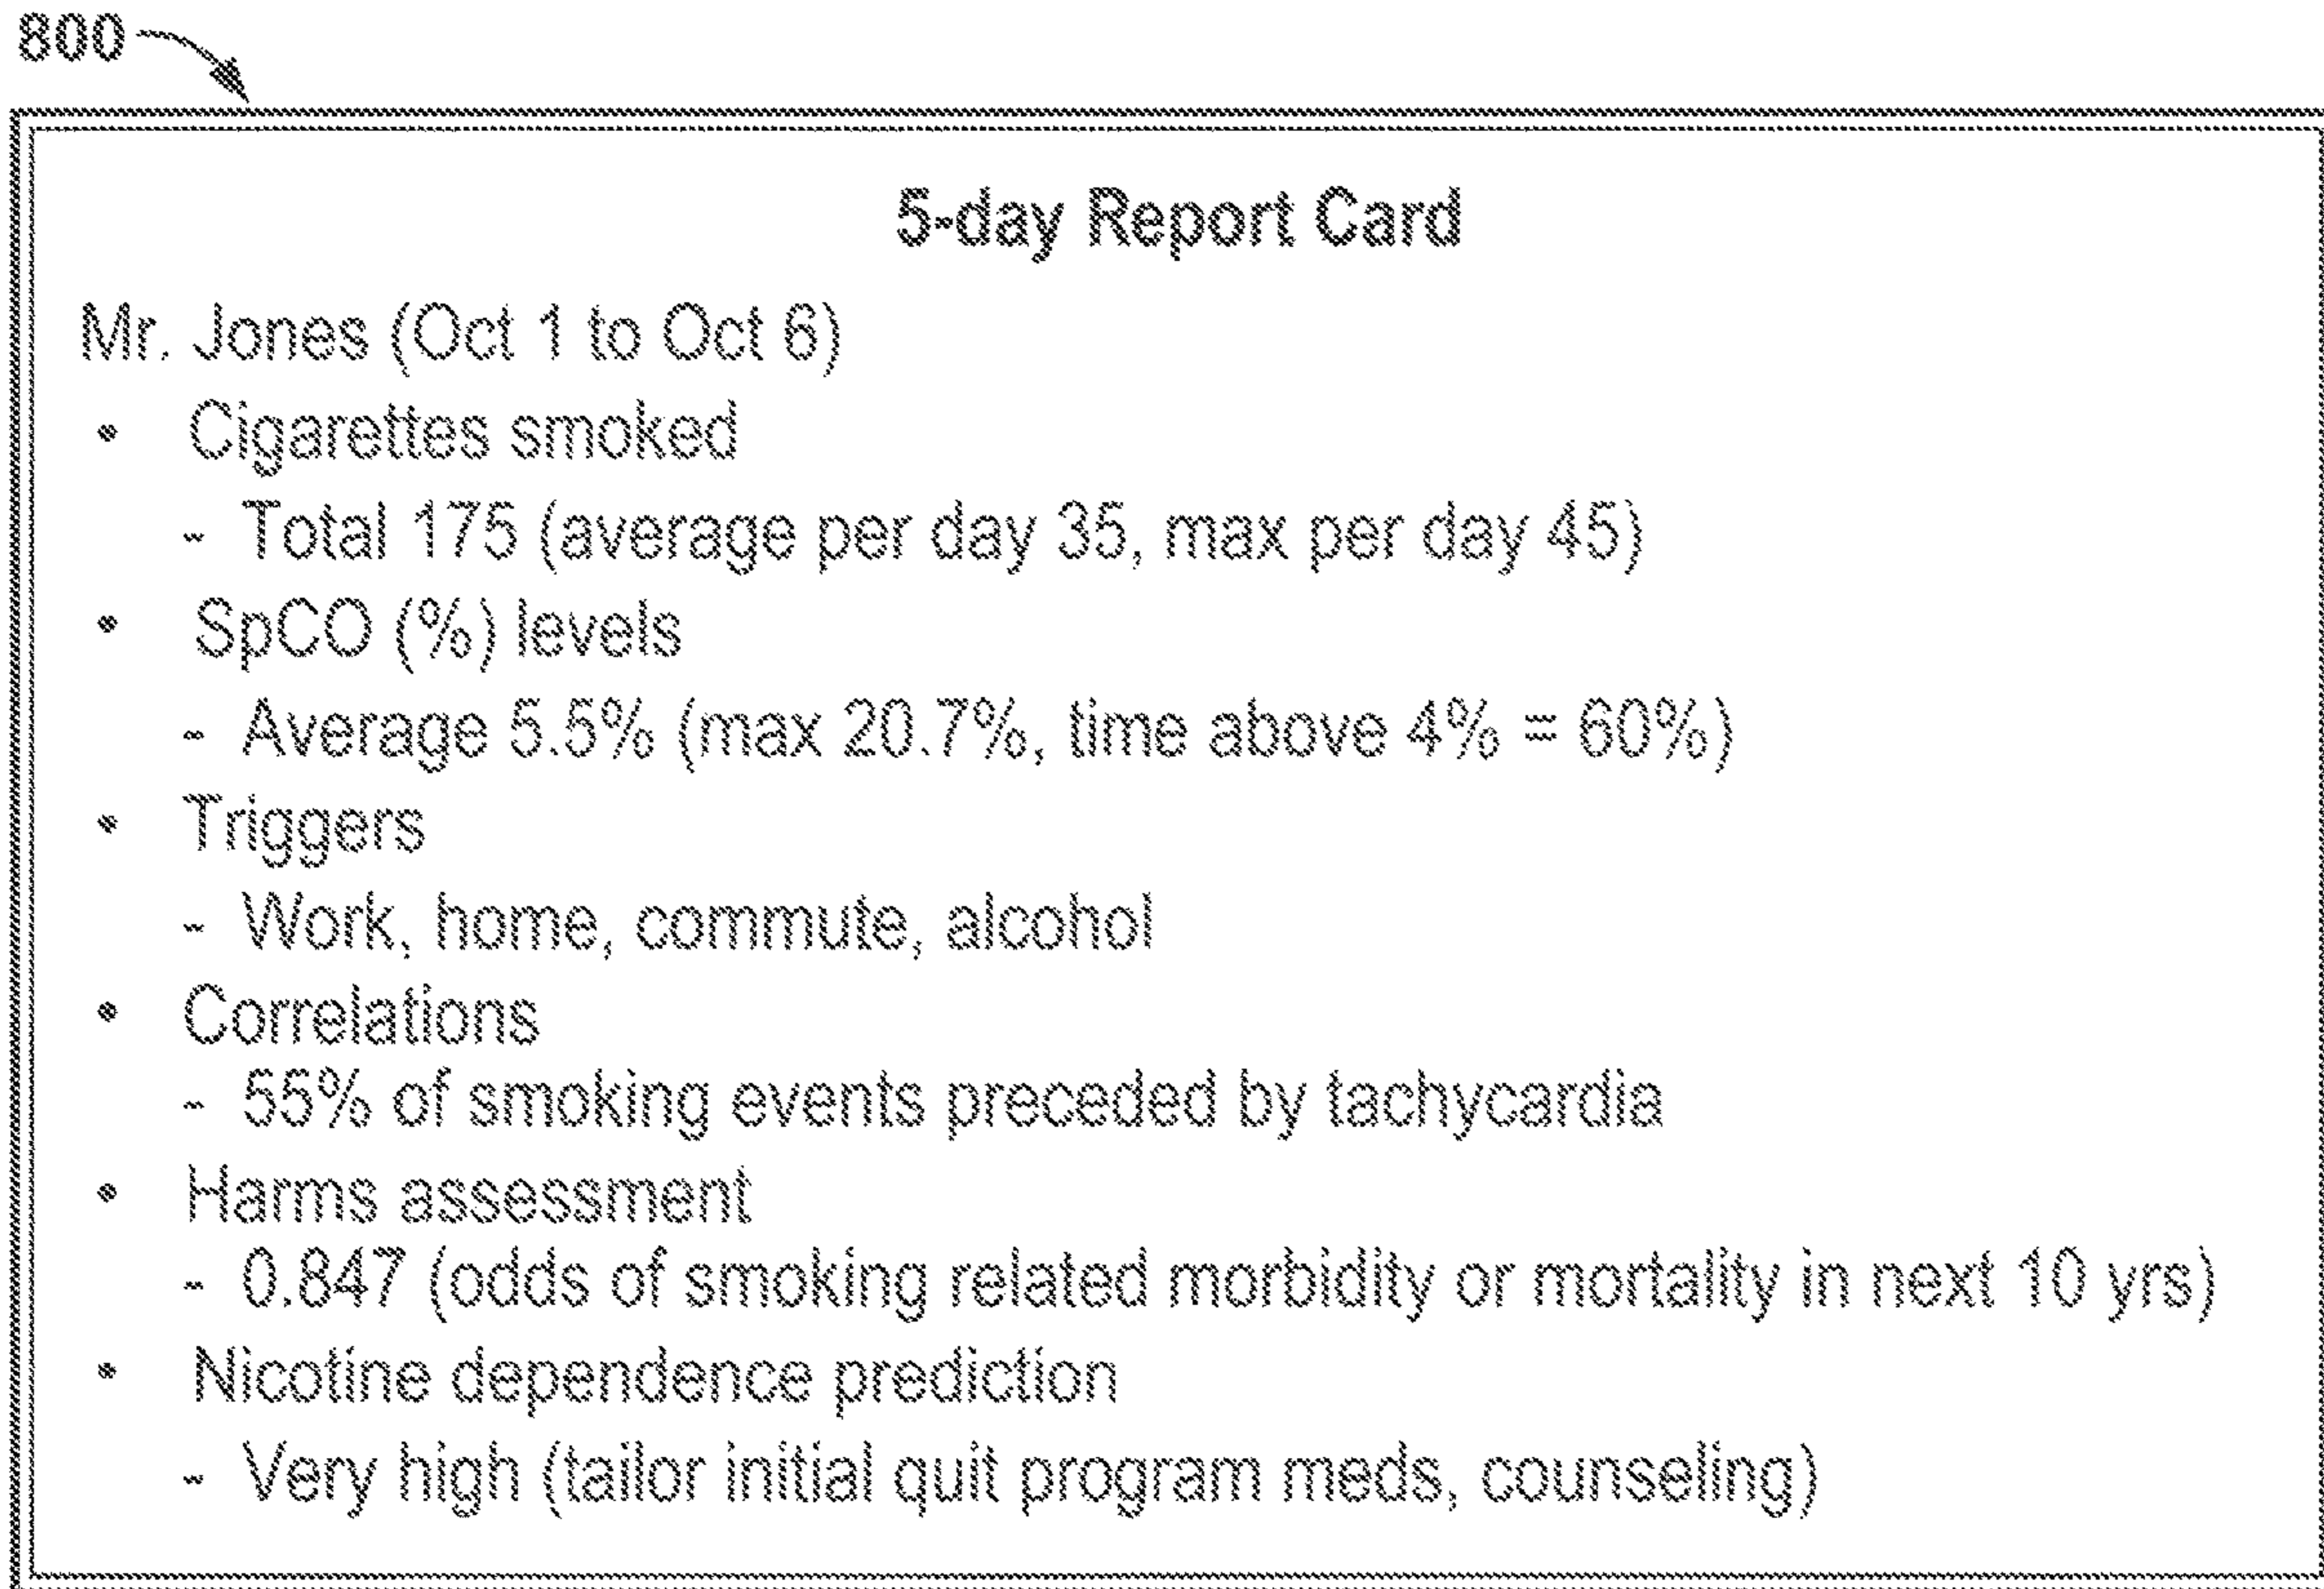 800
5-day Report Card
Mr. Jones (Oct 1 to Oct 6)
• Cigarettes smoked
- Total 175 (average per day 35, max per day 45)
• SpCO (%) levels
- Average 5.5% (max 20.7%, time above 4% = 60%)
• Triggers
- Work, home, commute, alcohol
• Correlations
- 55% of smoking events preceded by tachycardia
• Harms assessment
- 0.847 (odds of smoking related morbidity or mortality in next 10 yrs)
• Nicotine dependence prediction
- Very high (tailor initial quit program meds, counseling)